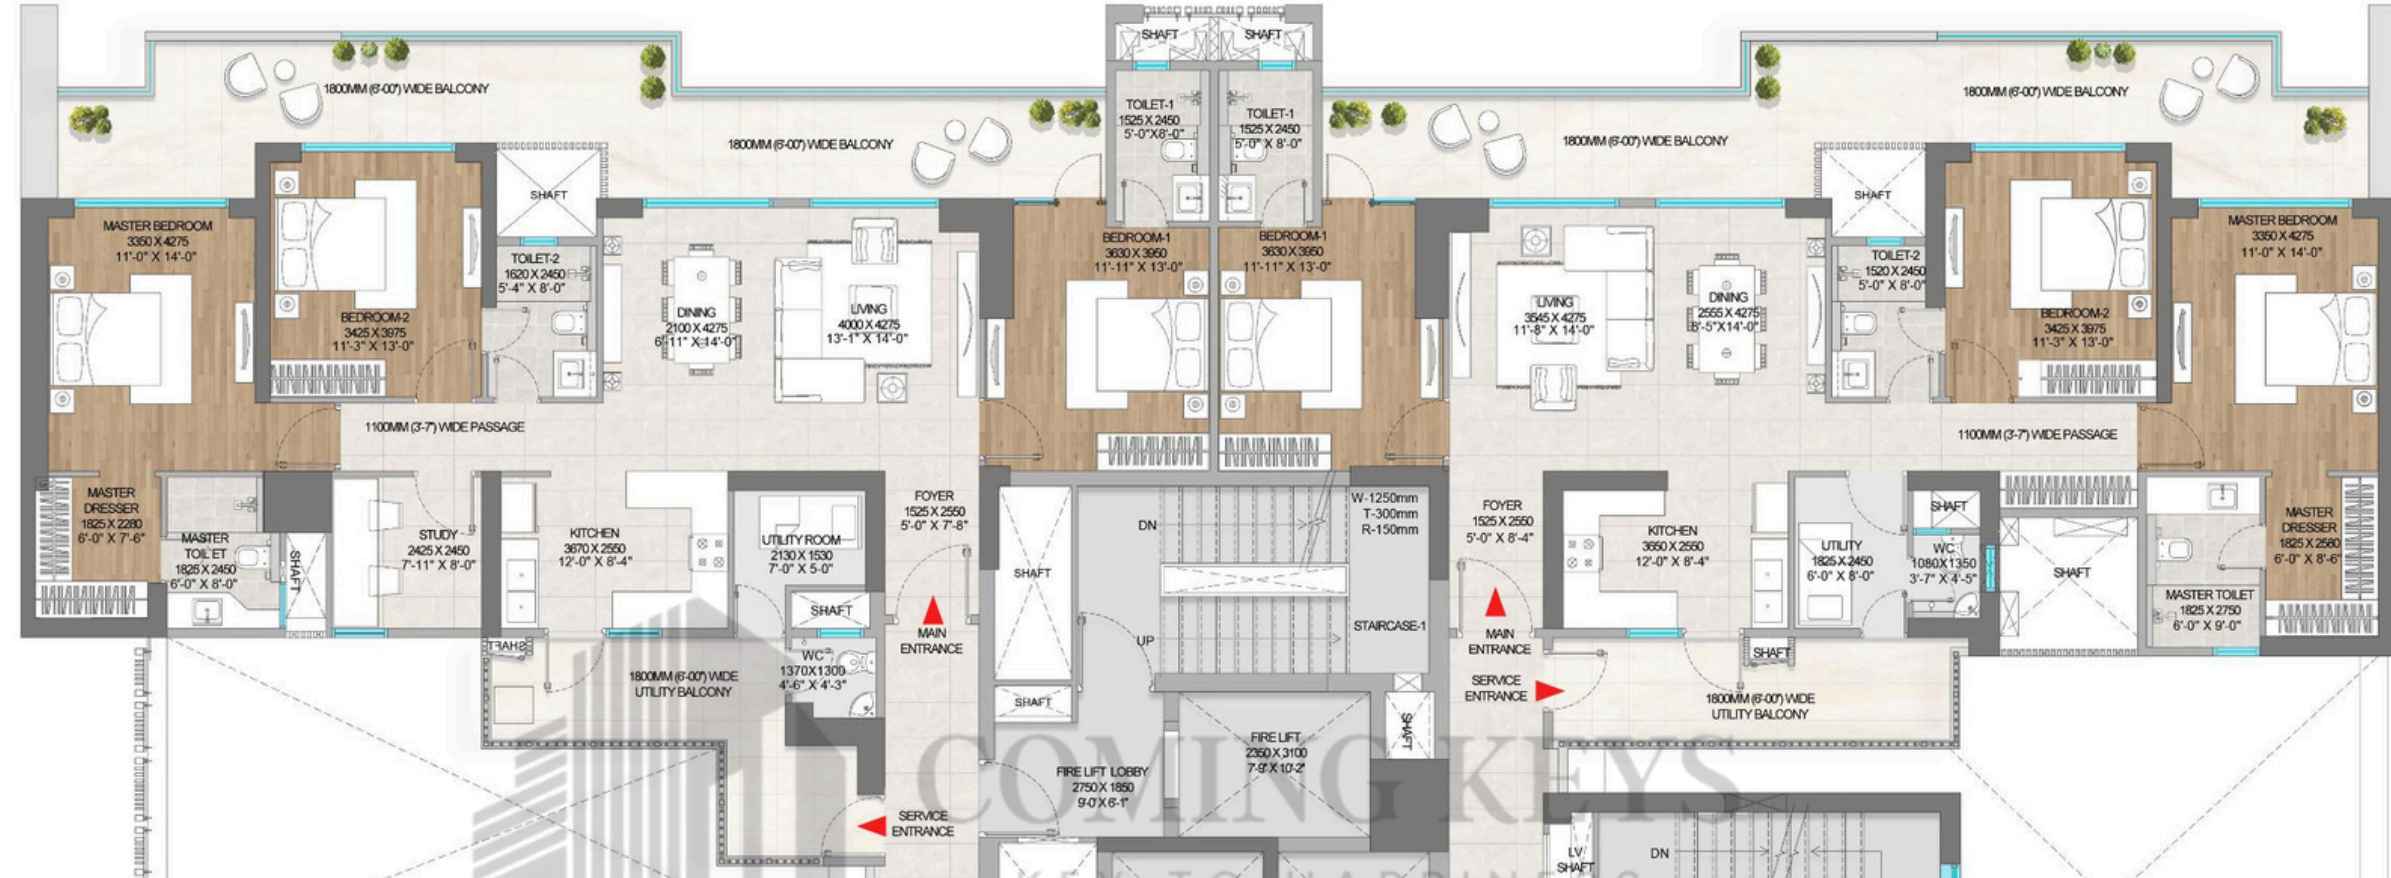 SHAFT
SHAFT
1800MM (6'-00") WIDE BALCONY
1800MM (6'-00") WIDE BALCONY
TOILET-1
1525 X 2450
5'-0"X8'-0"
TOILET-1
1525 X 2450
5'-0" X 8'-0"
1800MM (6'-00") WIDE BALCONY
1800MM (6'-00") WIDE BALCONY
MASTER BEDROOM
3350 X 4275
11'-0" X 14'-0"
BEDROOM-2
3425 X 3975
11'-3" X 13'-0"
SHAFT
TOILET-2
1620 X 2450
5'-4" X 8'-0"
DINING
2100 X 4275
6'-11" X 14'-0"
LIVING
4000 X 4275
13'-1" X 14'-0"
BEDROOM-1
3630 X 3950
11'-11" X 13'-0"
BEDROOM-1
3630 X 3950
11'-11" X 13'-0"
LIVING
3545 X 4275
11'-8" X 14'-0"
DINING
2555 X 4275
8'-5"X14'-0"
SHAFT
TOILET-2
1520 X 2450
5'-0" X 8'-0"
BEDROOM-2
3425 X 3975
11'-3" X 13'-0"
MASTER BEDROOM
3350 X 4275
11'-0" X 14'-0"
1100MM (3'-7") WIDE PASSAGE
1100MM (3'-7") WIDE PASSAGE
MASTER
DRESSER
1825 X 2280
6'-0" X 7'-6"
MASTER
TOILET
1825 X 2450
6'-0" X 8'-0"
SHAFT
STUDY
2425 X 2450
7'-11" X 8'-0"
KITCHEN
3670 X 2550
12'-0" X 8'-4"
UTILITY ROOM
2130 X 1530
7'-0" X 5'-0"
FOYER
1525 X 2550
5'-0" X 7'-8"
SHAFT
DN
W-1250mm
T-300mm
R-150mm
FOYER
1525 X 2550
5'-0" X 8'-4"
KITCHEN
3650 X 2550
12'-0" X 8'-4"
UTILITY
1825 X 2450
6'-0" X 8'-0"
SHAFT
WC
1080X1350
3'-7" X 4'-5"
SHAFT
MASTER
DRESSER
1825 X 2580
6'-0" X 8'-6"
MASTER TOILET
1825 X 2750
6'-0" X 9'-0"
SHAFT
MAIN
ENTRANCE
UP
STAIRCASE-1
MAIN
ENTRANCE
SHAFT
1800MM (6'-00") WIDE
UTILITY BALCONY
WC
1370X1300
4'-6" X 4'-3"
SHAFT
SHAFT
SERVICE
ENTRANCE
SHAFT
1800MM (6'-00") WIDE
UTILITY BALCONY
FIRE LIFT
2350 X 3100
7'-9" X 10'-2"
FIRE LIFT LOBBY
2750 X 1850
9'-0' X 6'-1"
COMING KEYS
SERVICE
ENTRANCE
LV
SHAFT
DN
KEY TO HAPPINESS